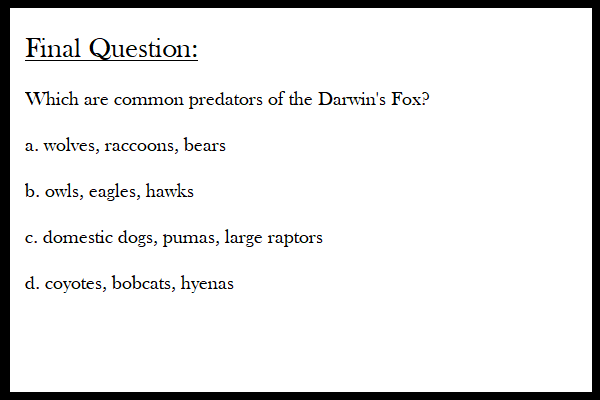 Final Question:
Which are common predators of the Darwin's Fox?
a. wolves, raccoons, bears
b. owls, eagles, hawks
c. domestic dogs, pumas, large raptors
d. coyotes, bobcats, hyenas